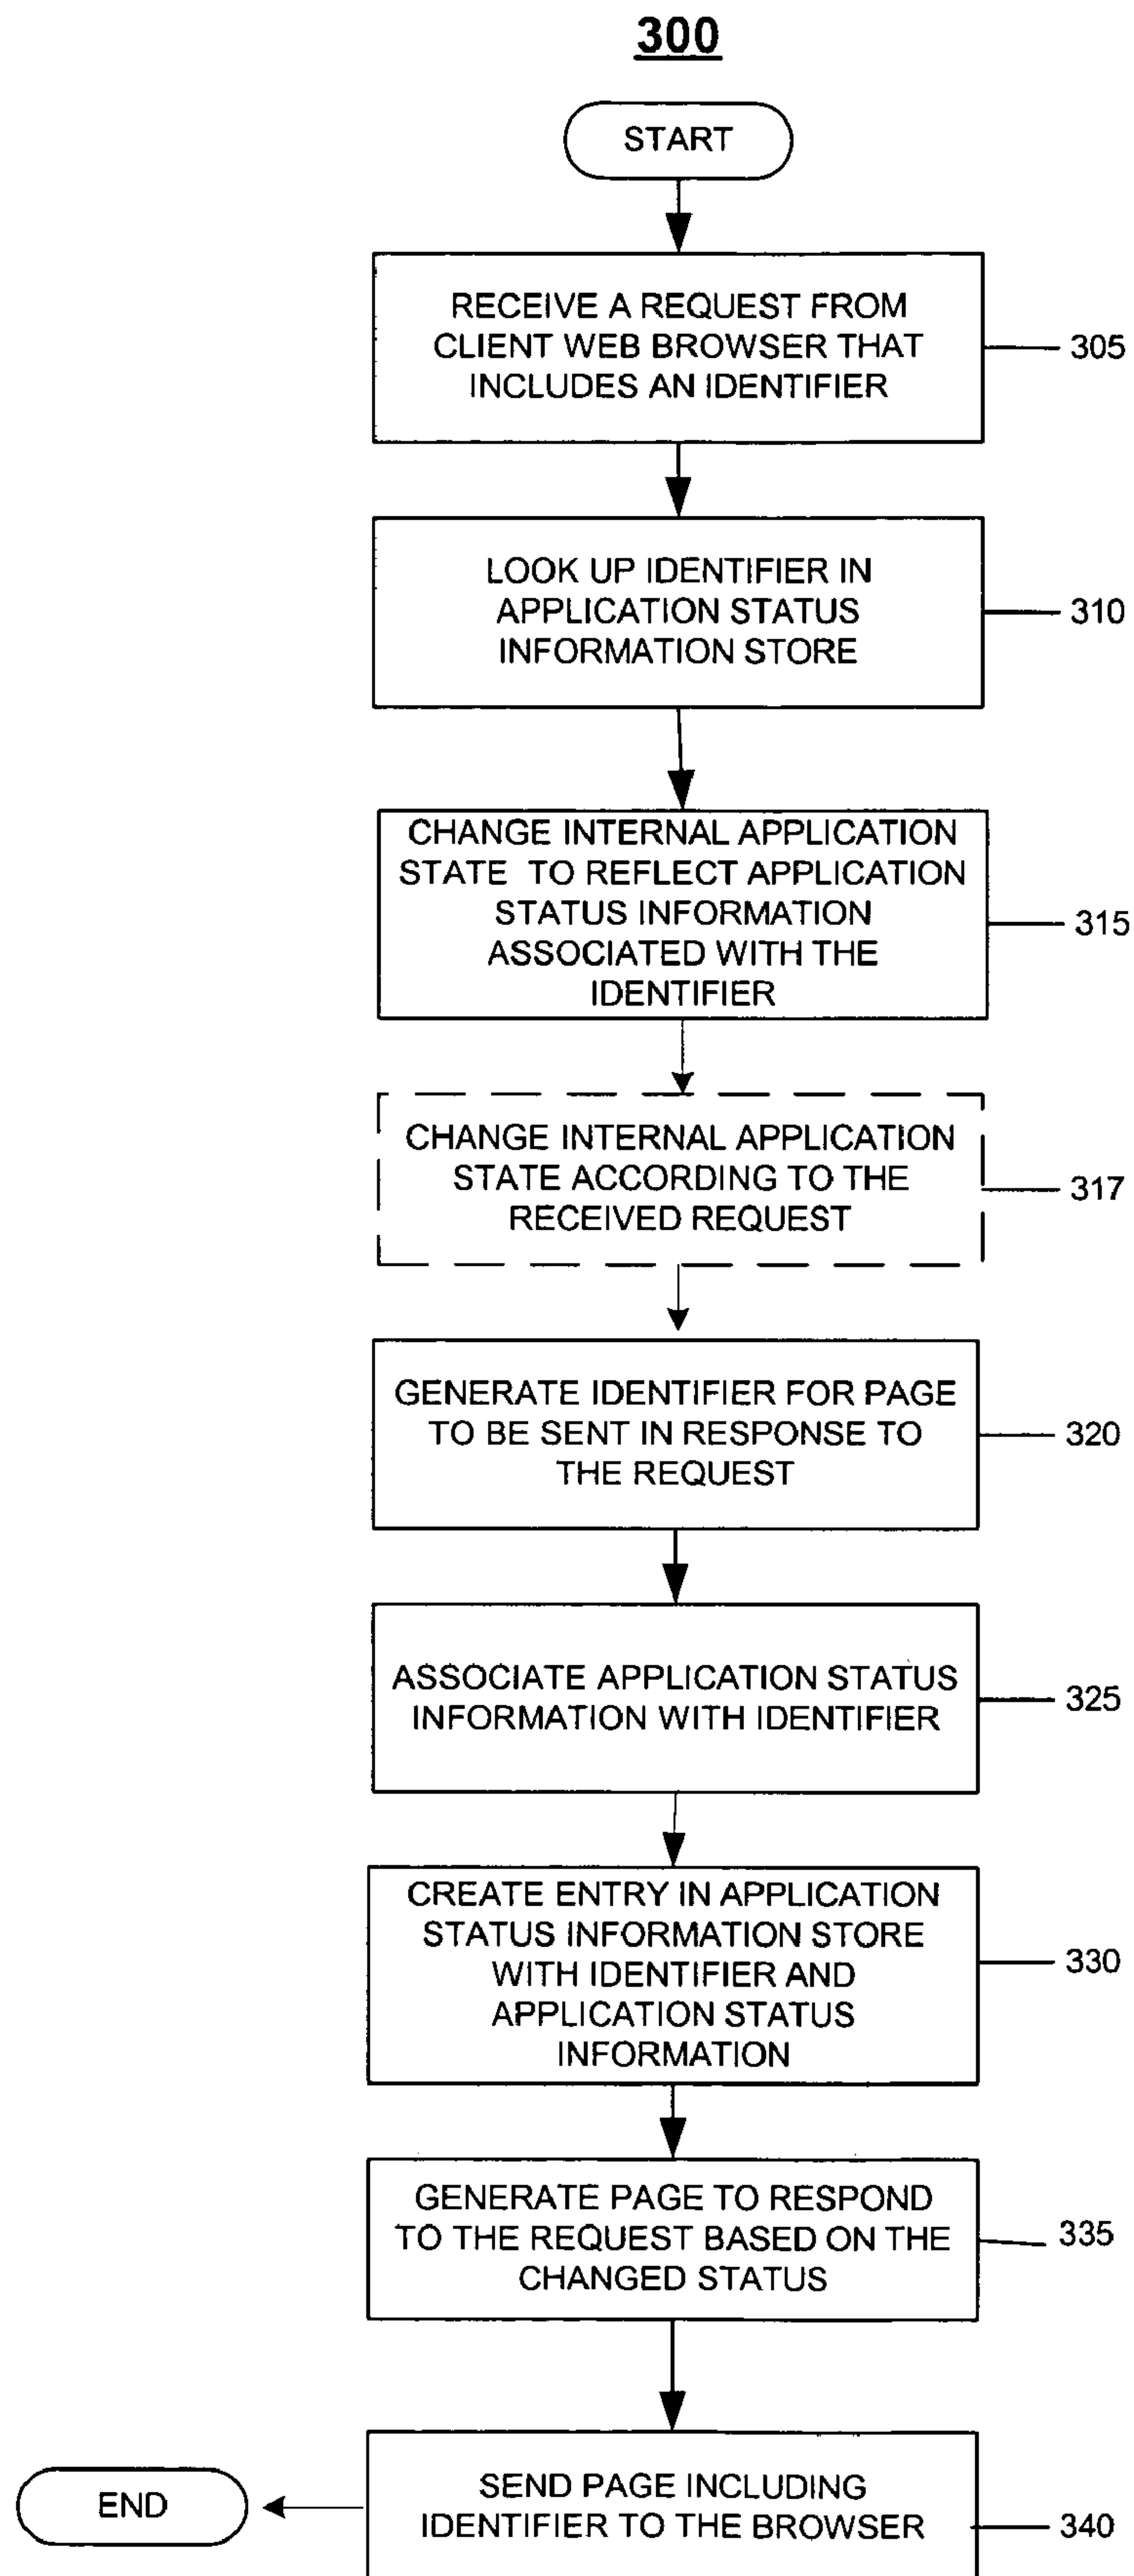 300
START
RECEIVE A REQUEST FROM
CLIENT WEB BROWSER THAT
INCLUDES AN IDENTIFIER
305
LOOK UP IDENTIFIER IN
APPLICATION STATUS
INFORMATION STORE
310
CHANGE INTERNAL APPLICATION
STATE TO REFLECT APPLICATION
STATUS INFORMATION
ASSOCIATED WITH THE
IDENTIFIER
315
CHANGE INTERNAL APPLICATION
STATE ACCORDING TO THE
RECEIVED REQUEST
317
GENERATE IDENTIFIER FOR PAGE
TO BE SENT IN RESPONSE TO
THE REQUEST
320
ASSOCIATE APPLICATION STATUS
INFORMATION WITH IDENTIFIER
325
CREATE ENTRY IN APPLICATION
STATUS INFORMATION STORE
WITH IDENTIFIER AND
APPLICATION STATUS
INFORMATION
330
GENERATE PAGE TO RESPOND
TO THE REQUEST BASED ON THE
CHANGED STATUS
335
SEND PAGE INCLUDING
IDENTIFIER TO THE BROWSER
340
END